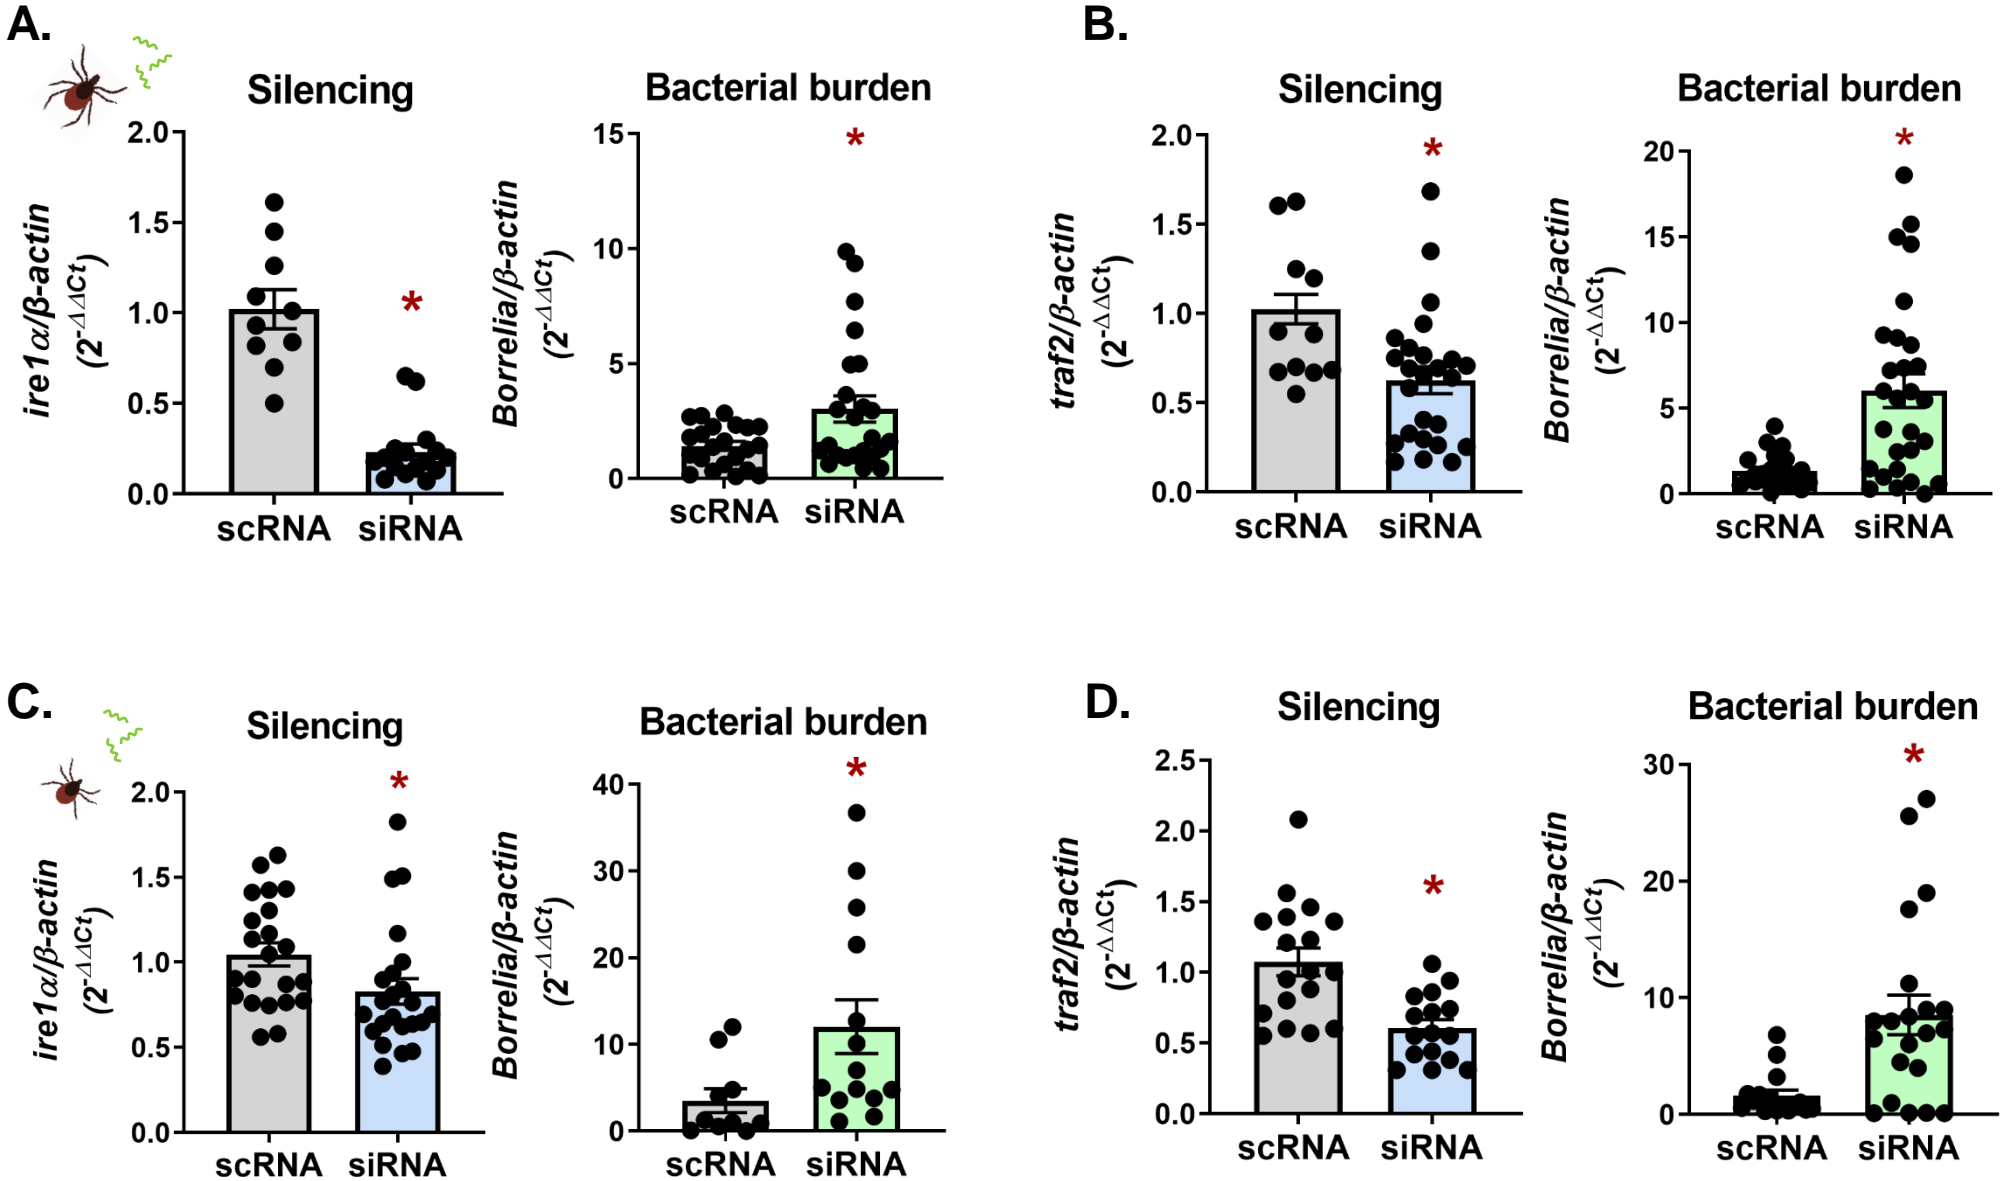 A.
Silencing
ire1α/β-actin
(2-ΔΔCt)
2.0
1.5
1.0
0.5
0.0
*
scRNA siRNA
Bacterial burden
Borrelia/β-actin
(2-ΔΔCt)
15
10
5
0
*
scRNA siRNA
B.
Silencing
traf2/β-actin
(2-ΔΔCt)
2.0
1.5
1.0
0.5
0.0
*
scRNA siRNA
Bacterial burden
Borrelia/β-actin
(2-ΔΔCt)
20
15
10
5
0
*
scRNA siRNA
C.
Silencing
ire1α/β-actin
(2-ΔΔCt)
2.0
1.5
1.0
0.5
0.0
*
scRNA siRNA
Bacterial burden
Borrelia/β-actin
(2-ΔΔCt)
40
30
20
10
0
*
scRNA siRNA
D.
Silencing
traf2/β-actin
(2-ΔΔCt)
2.5
2.0
1.5
1.0
0.5
0.0
*
scRNA siRNA
Bacterial burden
Borrelia/β-actin
(2-ΔΔCt)
30
20
10
0
*
scRNA siRNA